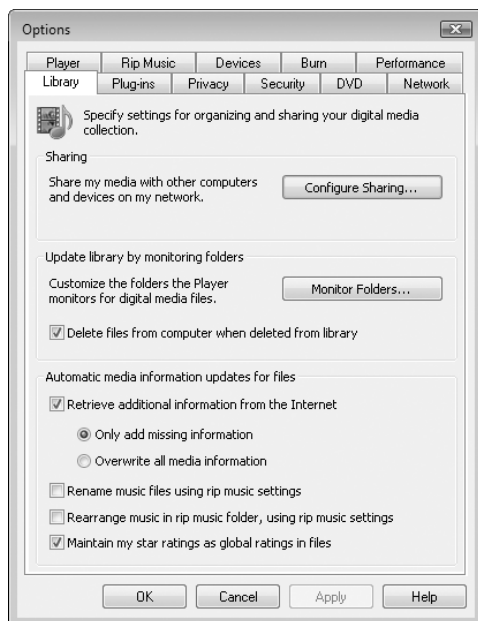 Options
Player Rip Music Devices Burn Performance
Library Plug-ins Privacy Security DVD Network
Specify settings for organizing and sharing your digital media
collection.
Sharing
Share my media with other computers
and devices on my network.
Configure Sharing...
Update library by monitoring folders
Customize the folders the Player
monitors for digital media files.
Monitor Folders...
Delete files from computer when deleted from library
Automatic media information updates for files
Retrieve additional information from the Internet
Only add missing information
Overwrite all media information
Rename music files using rip music settings
Rearrange music in rip music folder, using rip music settings
Maintain my star ratings as global ratings in files
OK Cancel Apply Help